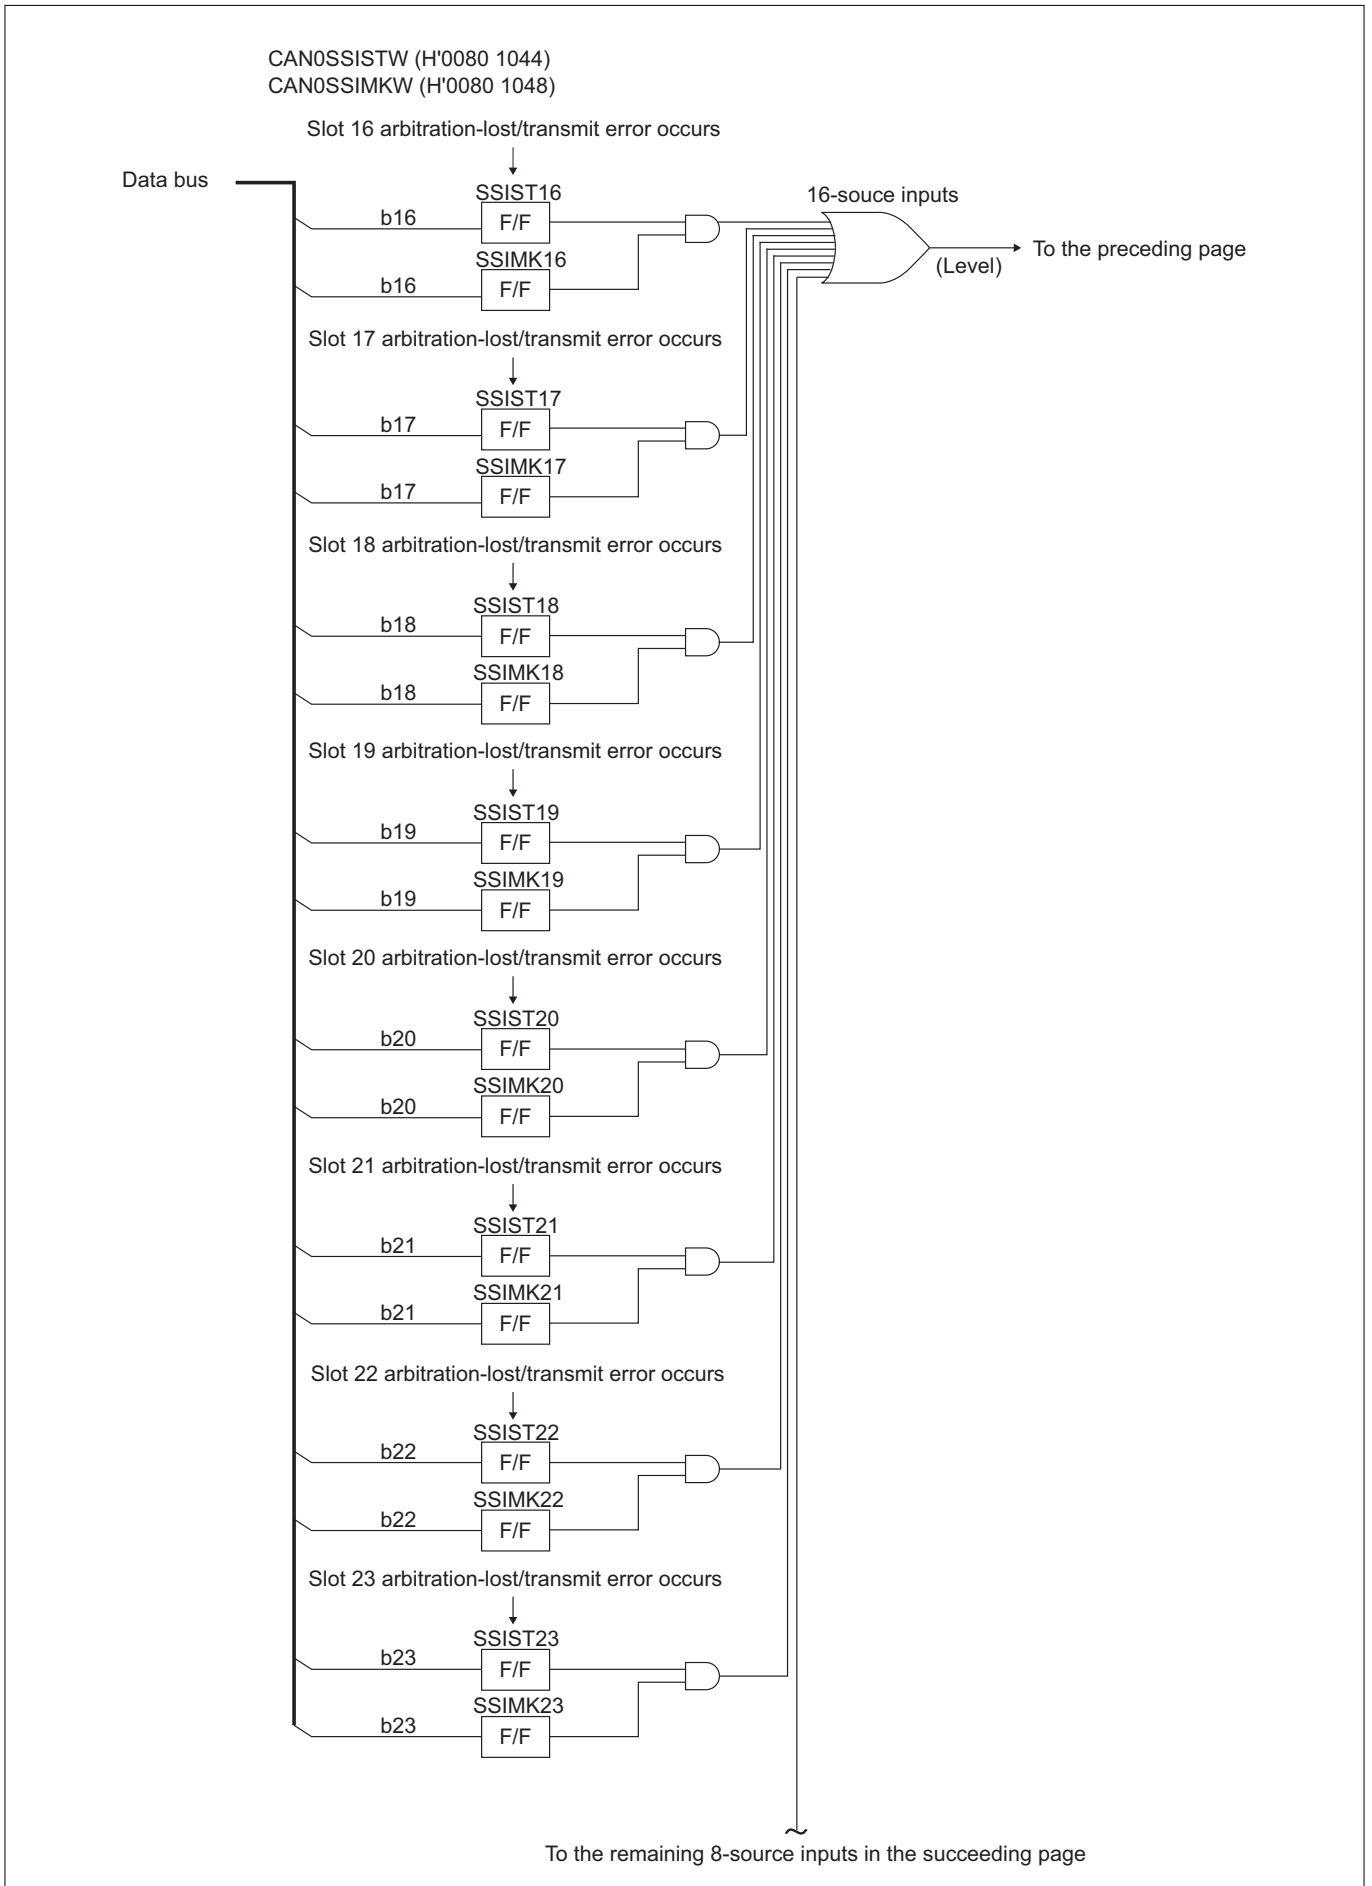 CAN0SSISTW (H'0080 1044)
CAN0SSIMKW (H'0080 1048)
Slot 16 arbitration-lost/transmit error occurs
Data bus
SSIST16
16-souce inputs
b16
F/F
(Level)
To the preceding page
SSIMK16
b16
F/F
Slot 17 arbitration-lost/transmit error occurs
SSIST17
b17
F/F
SSIMK17
b17
F/F
Slot 18 arbitration-lost/transmit error occurs
SSIST18
b18
F/F
SSIMK18
b18
F/F
Slot 19 arbitration-lost/transmit error occurs
SSIST19
b19
F/F
SSIMK19
b19
F/F
Slot 20 arbitration-lost/transmit error occurs
SSIST20
b20
F/F
SSIMK20
b20
F/F
Slot 21 arbitration-lost/transmit error occurs
SSIST21
b21
F/F
SSIMK21
b21
F/F
Slot 22 arbitration-lost/transmit error occurs
SSIST22
b22
F/F
SSIMK22
b22
F/F
Slot 23 arbitration-lost/transmit error occurs
SSIST23
b23
F/F
SSIMK23
b23
F/F
To the remaining 8-source inputs in the succeeding page